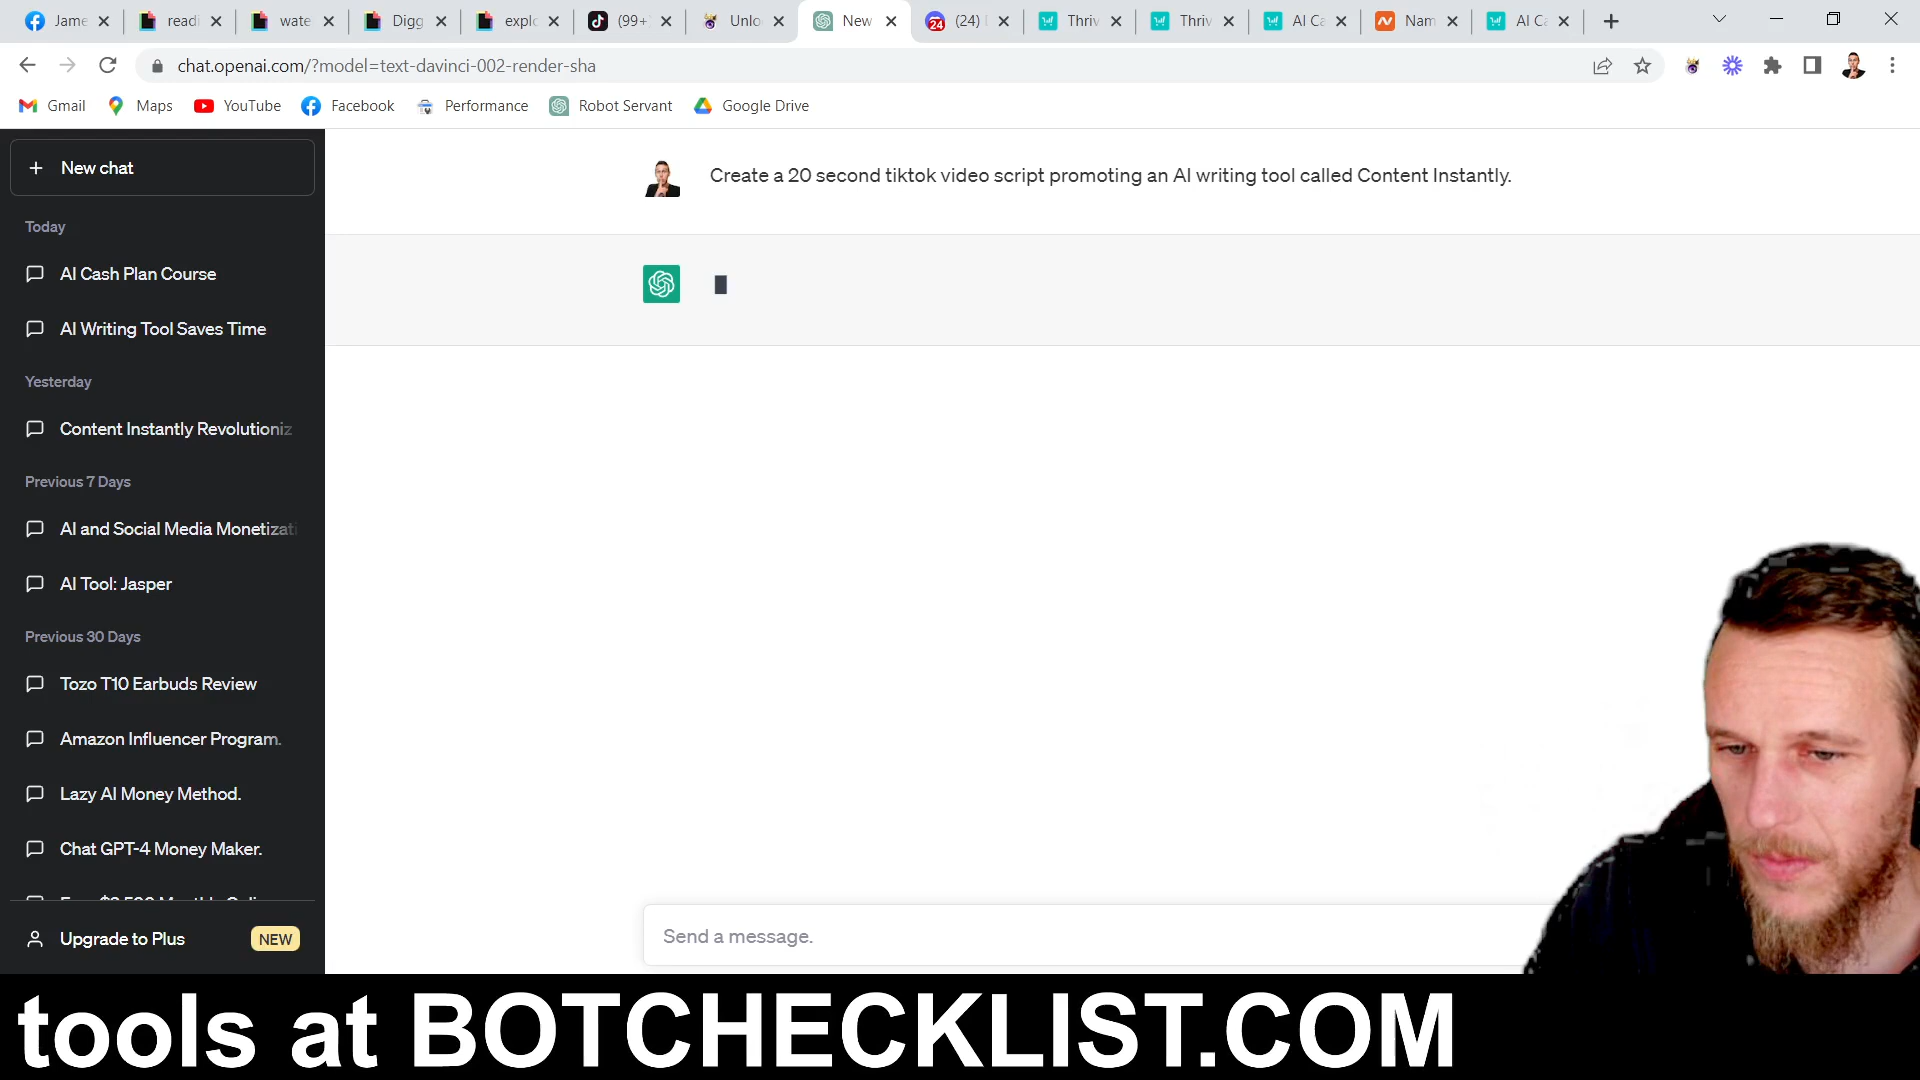 Jame
readi
wate
Digg
explo
(99+)
Unlo
New
(24)
Thriv
Thriv
AI Ca
Nam
AI Ca
chat.openai.com/?model=text-davinci-002-render-sha
Gmail
Maps
YouTube
Facebook
Performance
Robot Servant
Google Drive
New chat
Today
AI Cash Plan Course
AI Writing Tool Saves Time
Yesterday
Content Instantly Revolutioniz
Previous 7 Days
AI and Social Media Monetizati
AI Tool: Jasper
Previous 30 Days
Tozo T10 Earbuds Review
Amazon Influencer Program.
Lazy AI Money Method.
Chat GPT-4 Money Maker.
Upgrade to Plus
NEW
Create a 20 second tiktok video script promoting an AI writing tool called Content Instantly.
Send a message.
tools at BOTCHECKLIST.COM